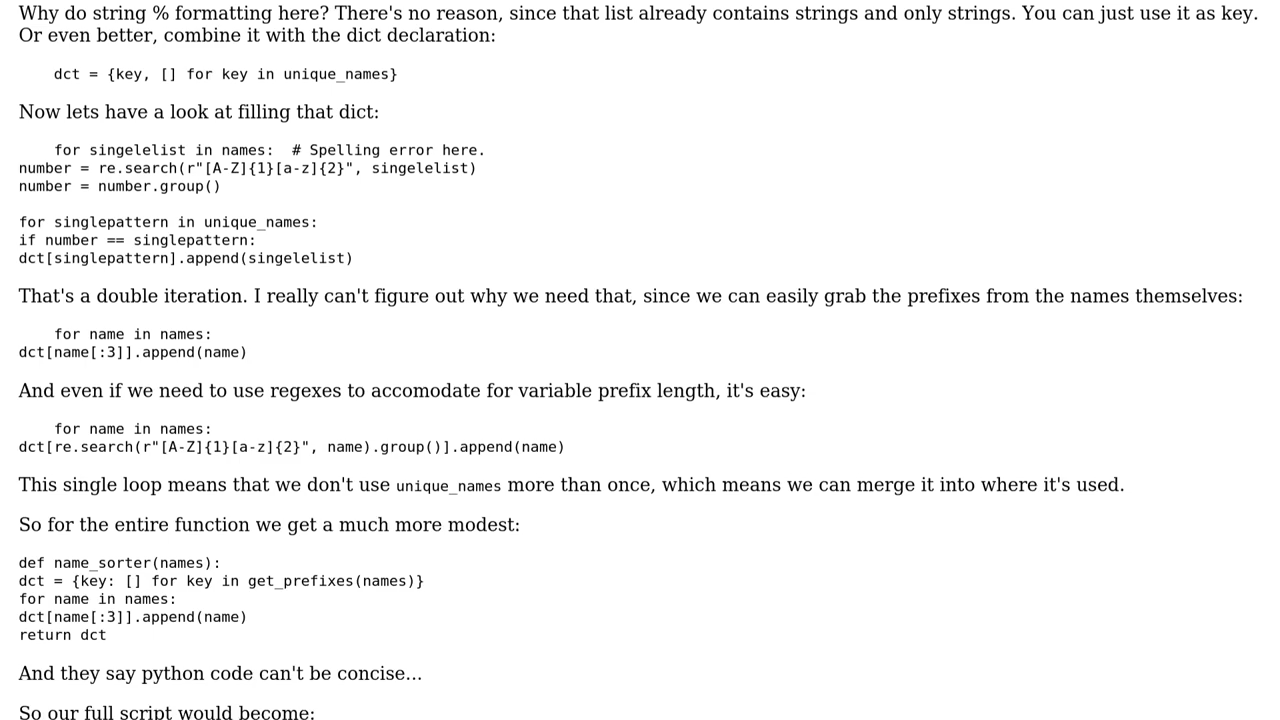 Why do string % formatting here? There's no reason, since that list already contains strings and only strings. You can just use it as key.
Or even better, combine it with the dict declaration:
dct = {key, [] for key in unique_names}
Now lets have a look at filling that dict:
for singelelist in names:  # Spelling error here.
number = re.search(r"[A-Z]{1}[a-z]{2}", singelelist)
number = number.group()
for singlepattern in unique_names:
if number == singlepattern:
dct[singlepattern].append(singelelist)
That's a double iteration. I really can't figure out why we need that, since we can easily grab the prefixes from the names themselves:
for name in names:
dct[name[:3]].append(name)
And even if we need to use regexes to accomodate for variable prefix length, it's easy:
for name in names:
dct[re.search(r"[A-Z]{1}[a-z]{2}", name).group()].append(name)
This single loop means that we don't use unique_names more than once, which means we can merge it into where it's used.
So for the entire function we get a much more modest:
def name_sorter(names):
dct = {key: [] for key in get_prefixes(names)}
for name in names:
dct[name[:3]].append(name)
return dct
And they say python code can't be concise...
So our full script would become: